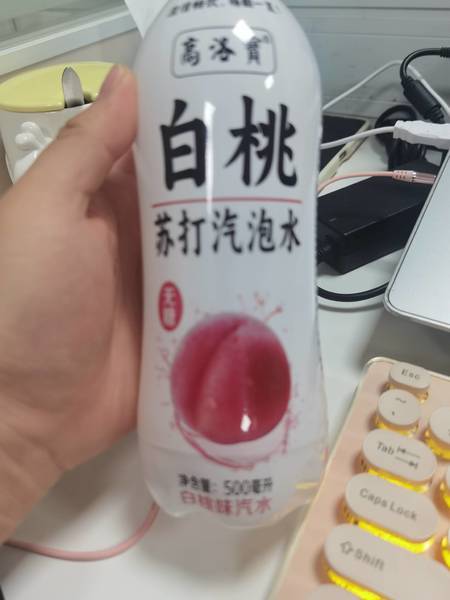 高洛寶
白桃
苏打汽泡水
无糖
净含量：500毫升
白桃味汽水
Esc
~
Tab
Caps Lock
Shift